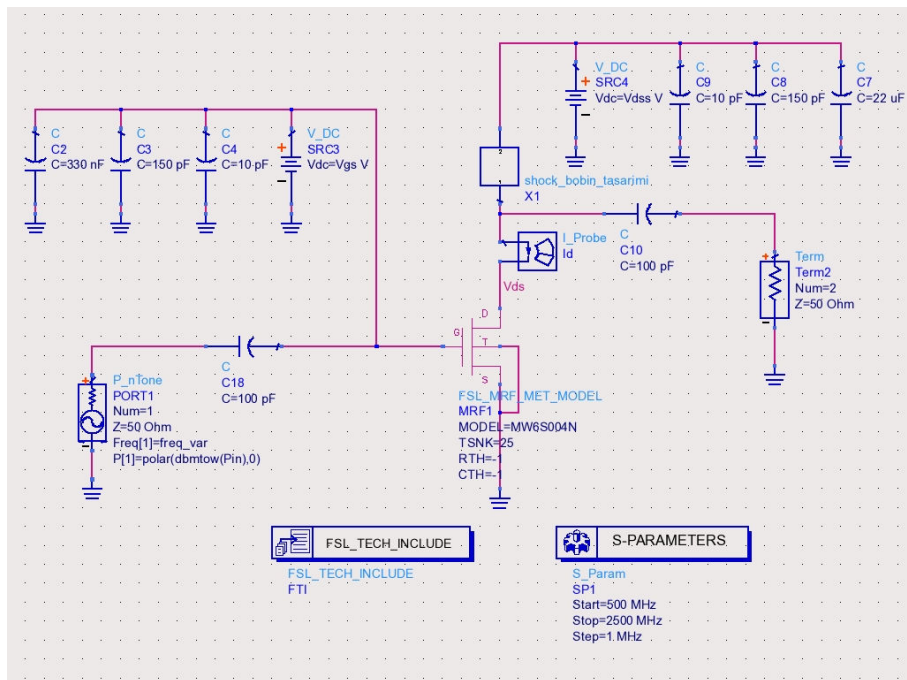 C
C2
C=330 nF
C
C3
C=150 pF
C
C4
C=10 pF
V_DC
SRC3
Vdc=Vgs V
V_DC
SRC4
Vdc=Vdss V
C
C9
C=10 pF
C
C8
C=150 pF
C
C7
C=22 uF
2
shock_bobin_tasarimi
X1
I_Probe
Id
C
C10
C=100 pF
Term
Term2
Num=2
Z=50 Ohm
Vds
D
G
T
S
C
C18
C=100 pF
P_nTone
PORT1
Num=1
Z=50 Ohm
Freq[1]=freq_var
P[1]=polar(dbmtow(Pin),0)
FSL_MRF_MET_MODEL
MRF1
MODEL=MW6S004N
TSNK=25
RTH=-1
CTH=-1
FSL_TECH_INCLUDE
FSL_TECH_INCLUDE
FTI
S-PARAMETERS
S_Param
SP1
Start=500 MHz
Stop=2500 MHz
Step=1 MHz